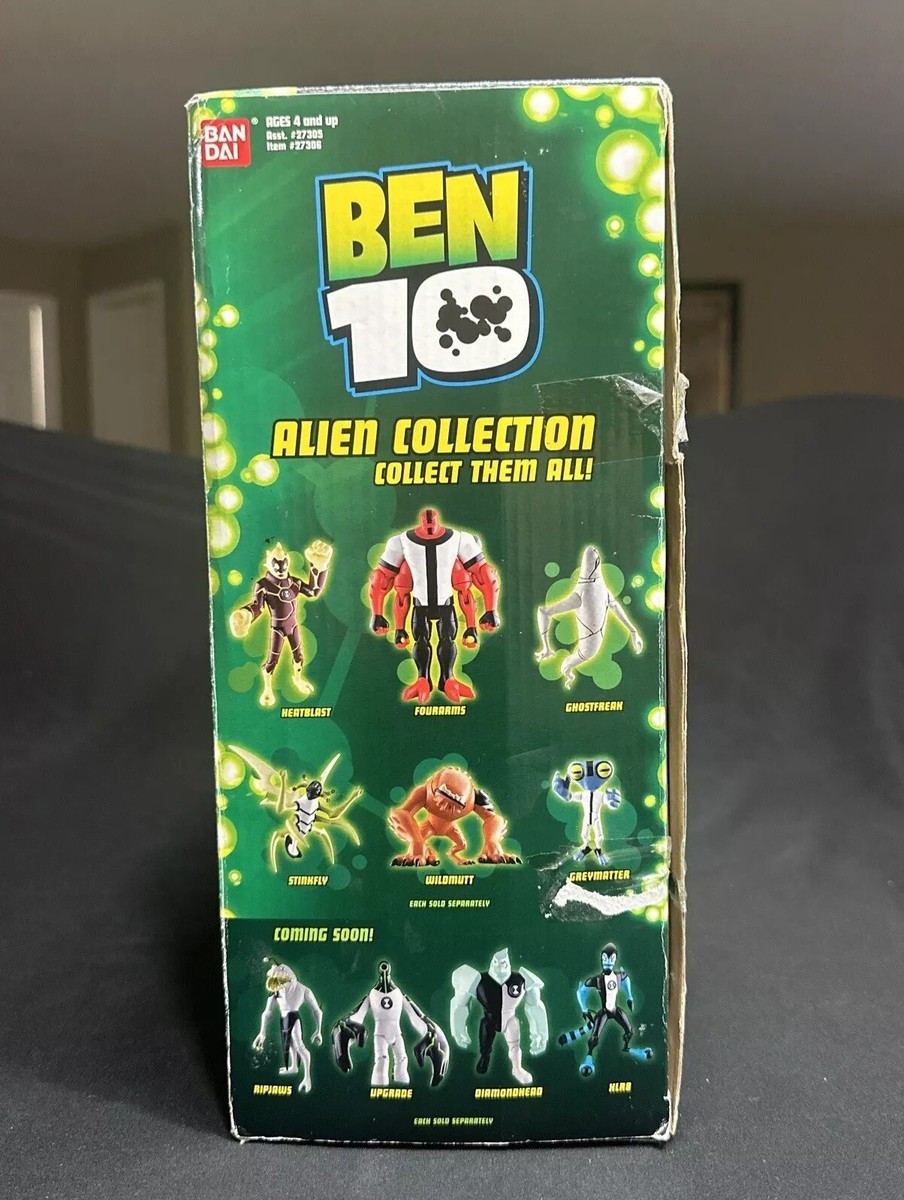 BAN
DAI
®
AGES 4 and up
Asst. #27305
Item #27306
BEN
10
ALIEN COLLECTION
COLLECT THEM ALL!
HEATBLAST FOURARMS GHOSTFREAK
STINKFLY WILDMUTT GREYMATTER
EACH SOLD SEPARATELY
COMING SOON!
RIPJAWS UPGRADE DIAMONDHEAD XLR8
EACH SOLD SEPARATELY